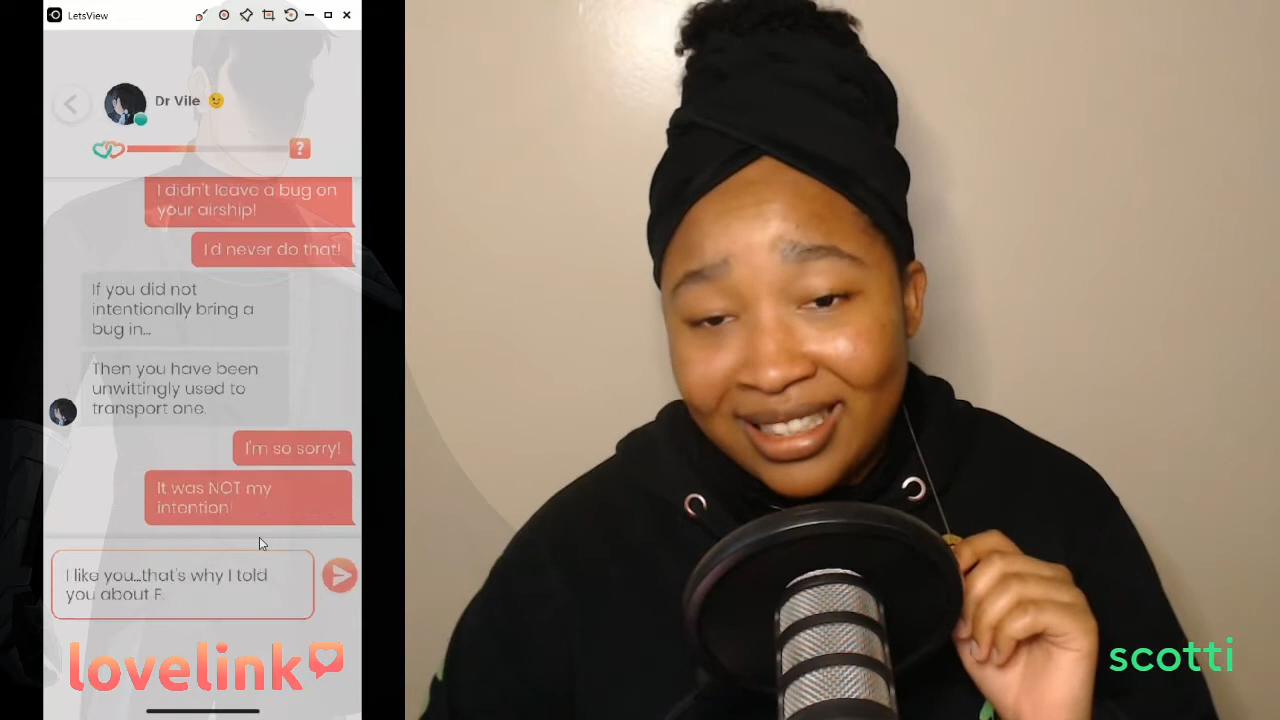 LetsView
Dr Vile 😉
?
I didn't leave a bug on
your airship!
I'd never do that!
If you did not
intentionally bring a
bug in...
Then you have been
unwittingly used to
transport one.
I'm so sorry!
It was NOT my
intention!
I like you...that's why I told
you about F.
lovelink
scotti